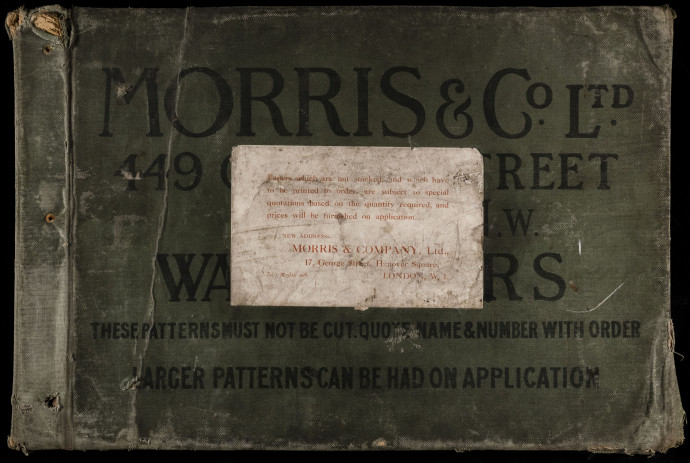 MORRIS & Co. LTD
449 STREET
.W.
WA RS
Papers which are not stocked, and which have
to be printed to order, are subject to special
quotations based on the quantity required, and
prices will be furnished on application.
NEW ADDRESS:
MORRIS & COMPANY, Ltd.,
17, George Street, Hanover Square,
LONDON, W. 1.
THESE PATTERNS MUST NOT BE CUT. QUOTE NAME & NUMBER WITH ORDER
LARGER PATTERNS CAN BE HAD ON APPLICATION